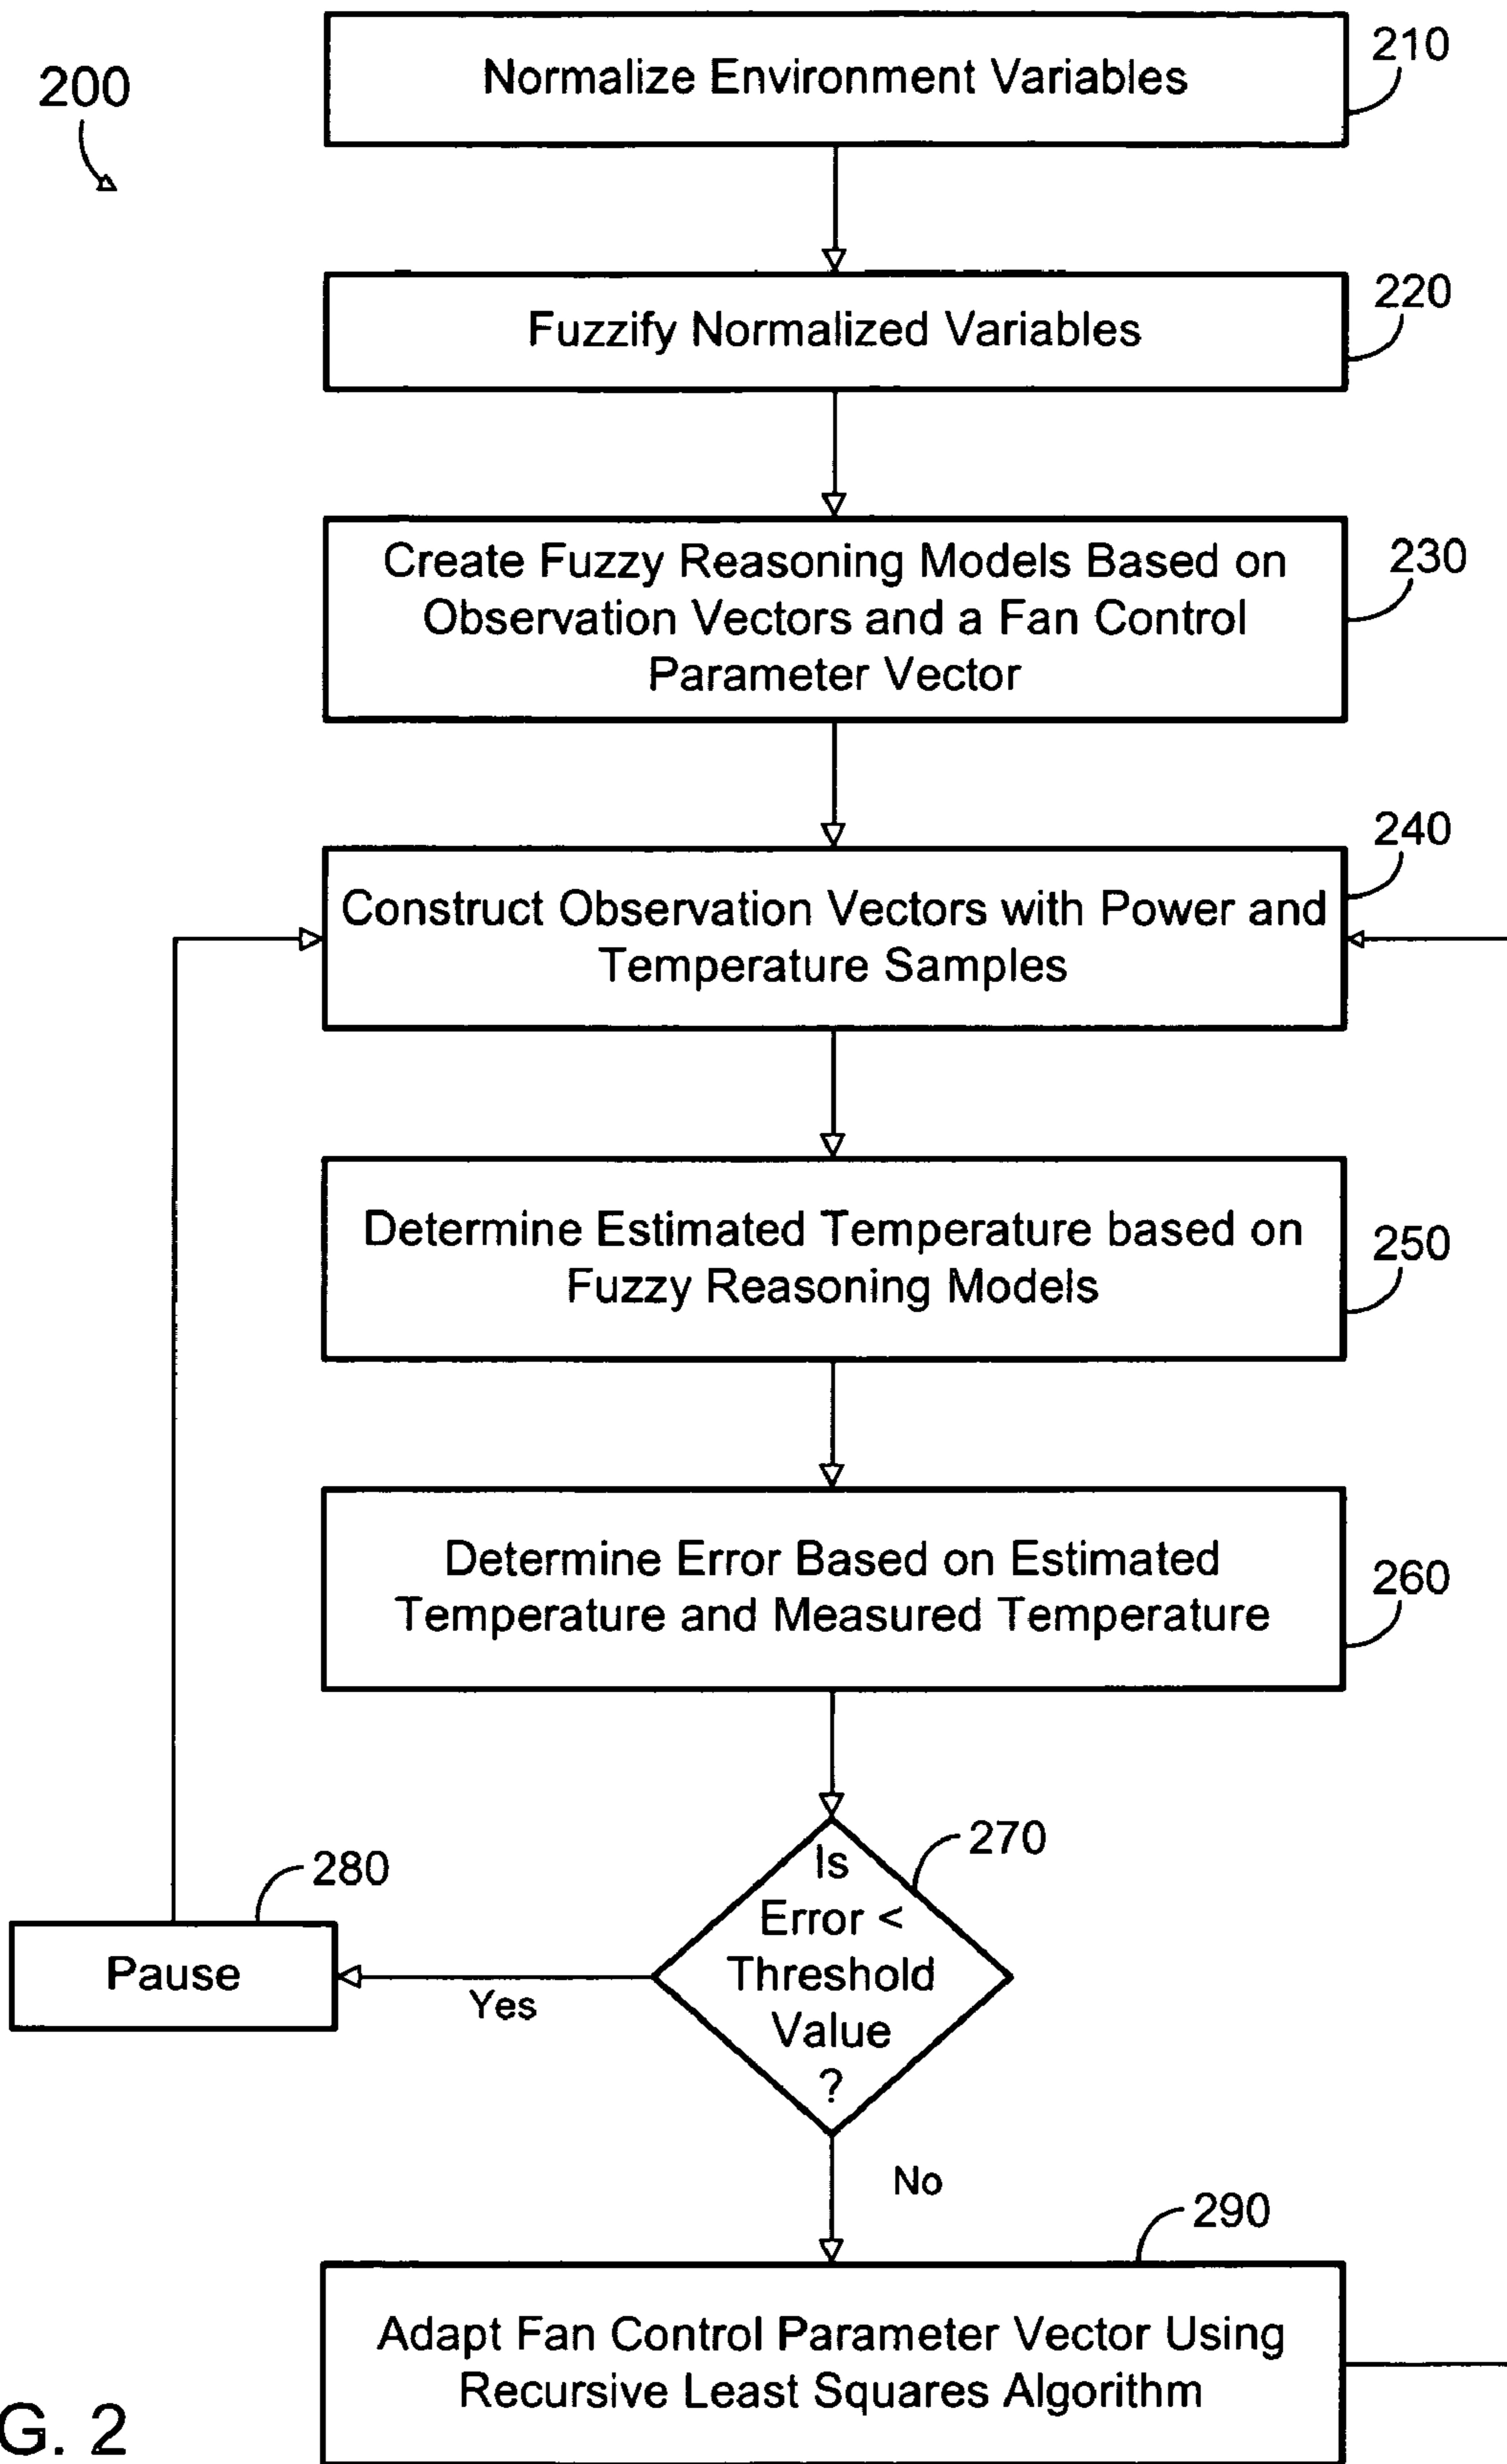 200
Normalize Environment Variables
210
Fuzzify Normalized Variables
220
Create Fuzzy Reasoning Models Based on
Observation Vectors and a Fan Control
Parameter Vector
230
Construct Observation Vectors with Power and
Temperature Samples
240
Determine Estimated Temperature based on
Fuzzy Reasoning Models
250
Determine Error Based on Estimated
Temperature and Measured Temperature
260
Is
Error <
Threshold
Value
?
270
Yes
Pause
280
No
290
Adapt Fan Control Parameter Vector Using
Recursive Least Squares Algorithm
G. 2